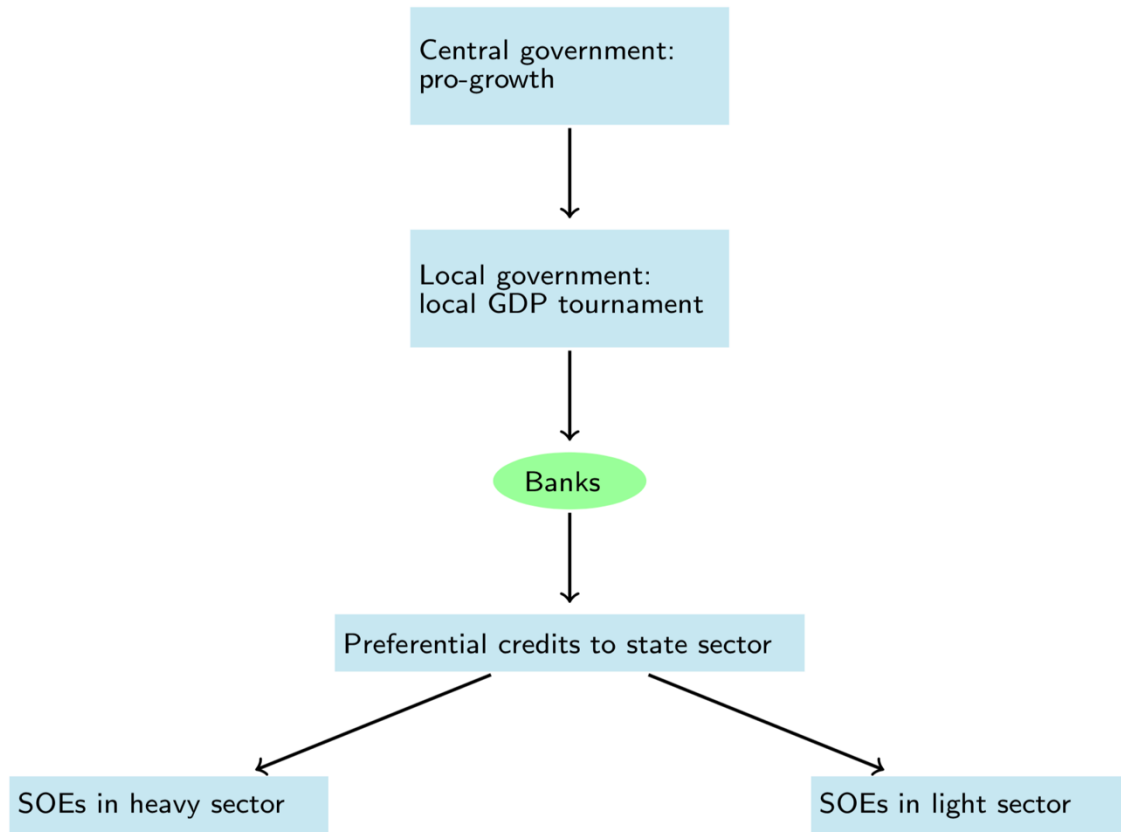 Central government:
pro-growth
Local government:
local GDP tournament
Banks
Preferential credits to state sector
SOEs in heavy sector
SOEs in light sector